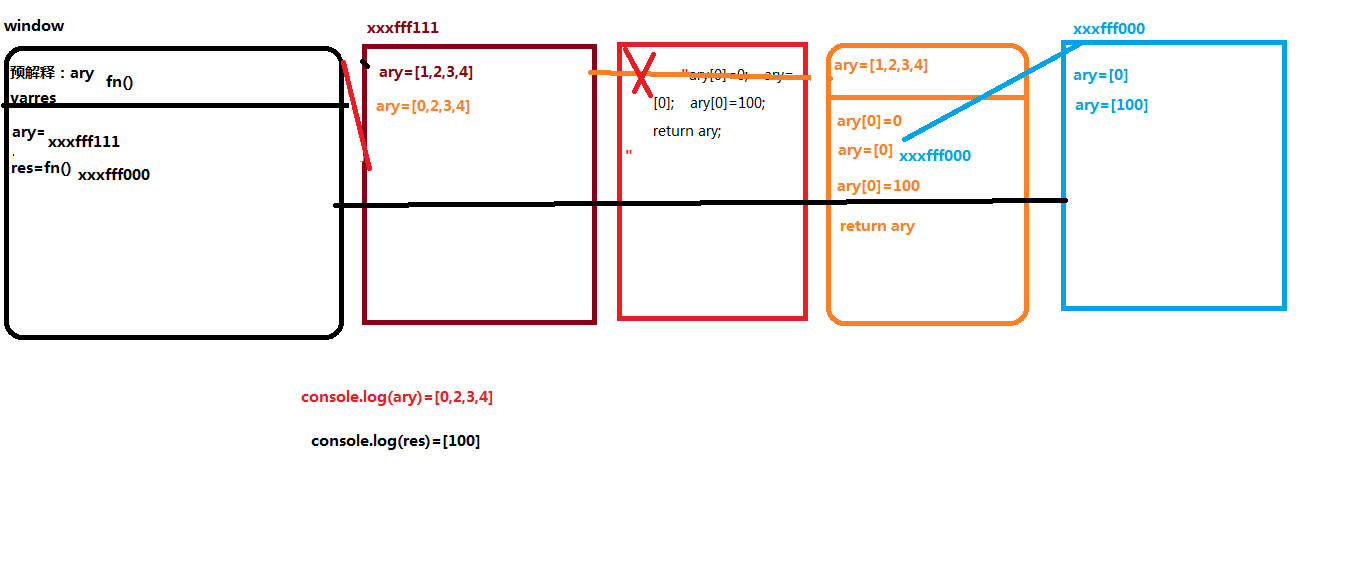 window
预解释：ary fn()
varres
ary= xxxfff111
res=fn() xxxfff000
xxxfff111
ary=[1,2,3,4]
ary=[0,2,3,4]
"ary[0]=0; ary=
[0]; ary[0]=100;
return ary;
"
ary=[1,2,3,4]
ary[0]=0
ary=[0] xxxfff000
ary[0]=100
return ary
xxxfff000
ary=[0]
ary=[100]
console.log(ary)=[0,2,3,4]
console.log(res)=[100]